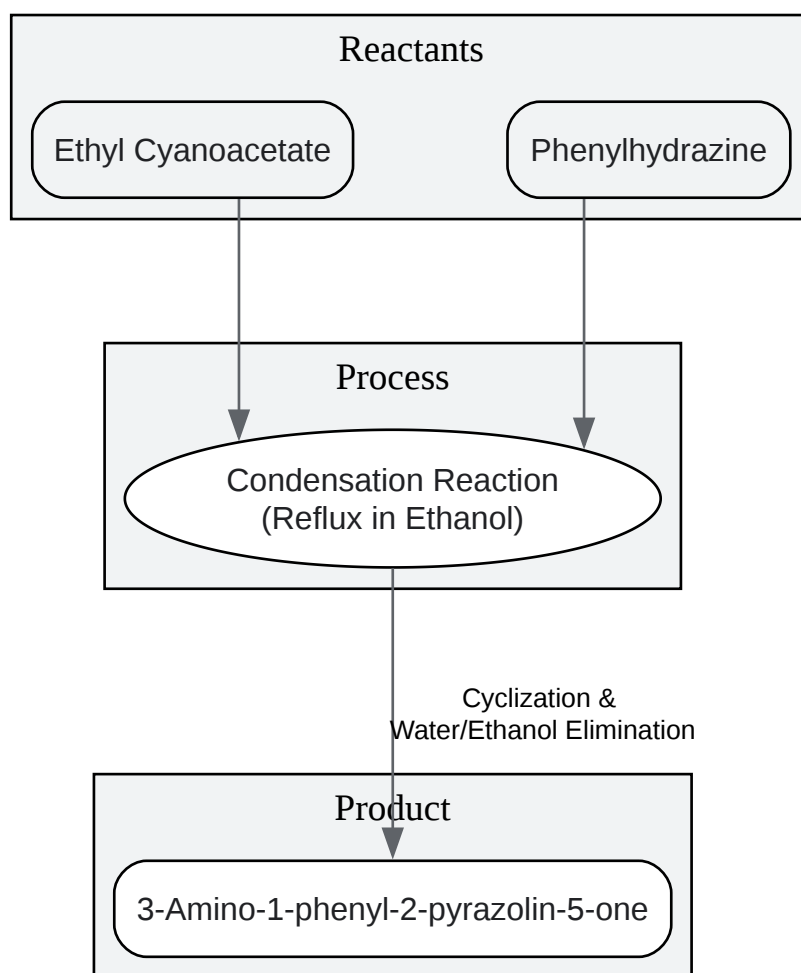 Reactants
Ethyl Cyanoacetate
Phenylhydrazine
Process
Condensation Reaction
(Reflux in Ethanol)
Cyclization &
Water/Ethanol Elimination
Product
3-Amino-1-phenyl-2-pyrazolin-5-one